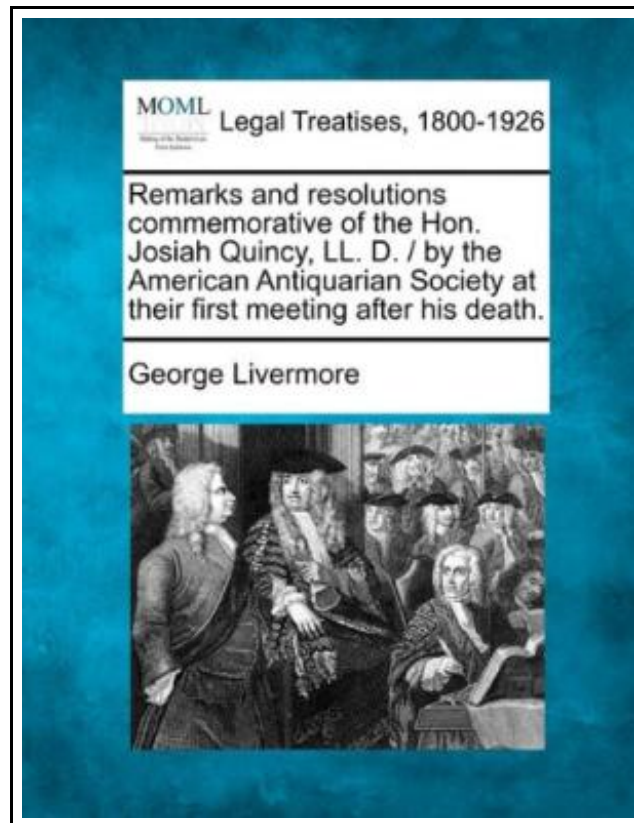 MOML
Legal Treatises, 1800-1926
Remarks and resolutions
commemorative of the Hon.
Josiah Quincy, LL. D. / by the
American Antiquarian Society at
their first meeting after his death.
George Livermore